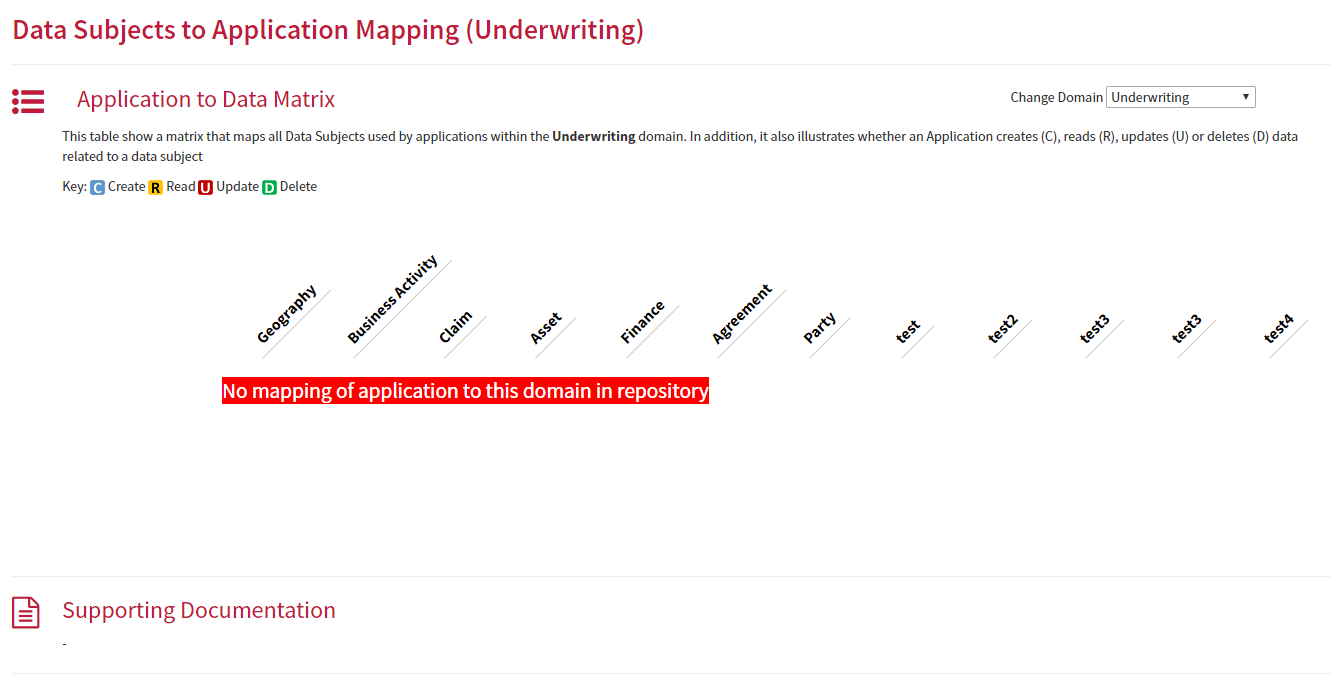 Data Subjects to Application Mapping (Underwriting)
Application to Data Matrix
Change Domain Underwriting
This table show a matrix that maps all Data Subjects used by applications within the Underwriting domain. In addition, it also illustrates whether an Application creates (C), reads (R), updates (U) or deletes (D) data
related to a data subject
Key: C Create R Read U Update D Delete
Geography
Business Activity
Claim
Asset
Finance
Agreement
Party
test
test2
test3
test3
test4
No mapping of application to this domain in repository
Supporting Documentation
-